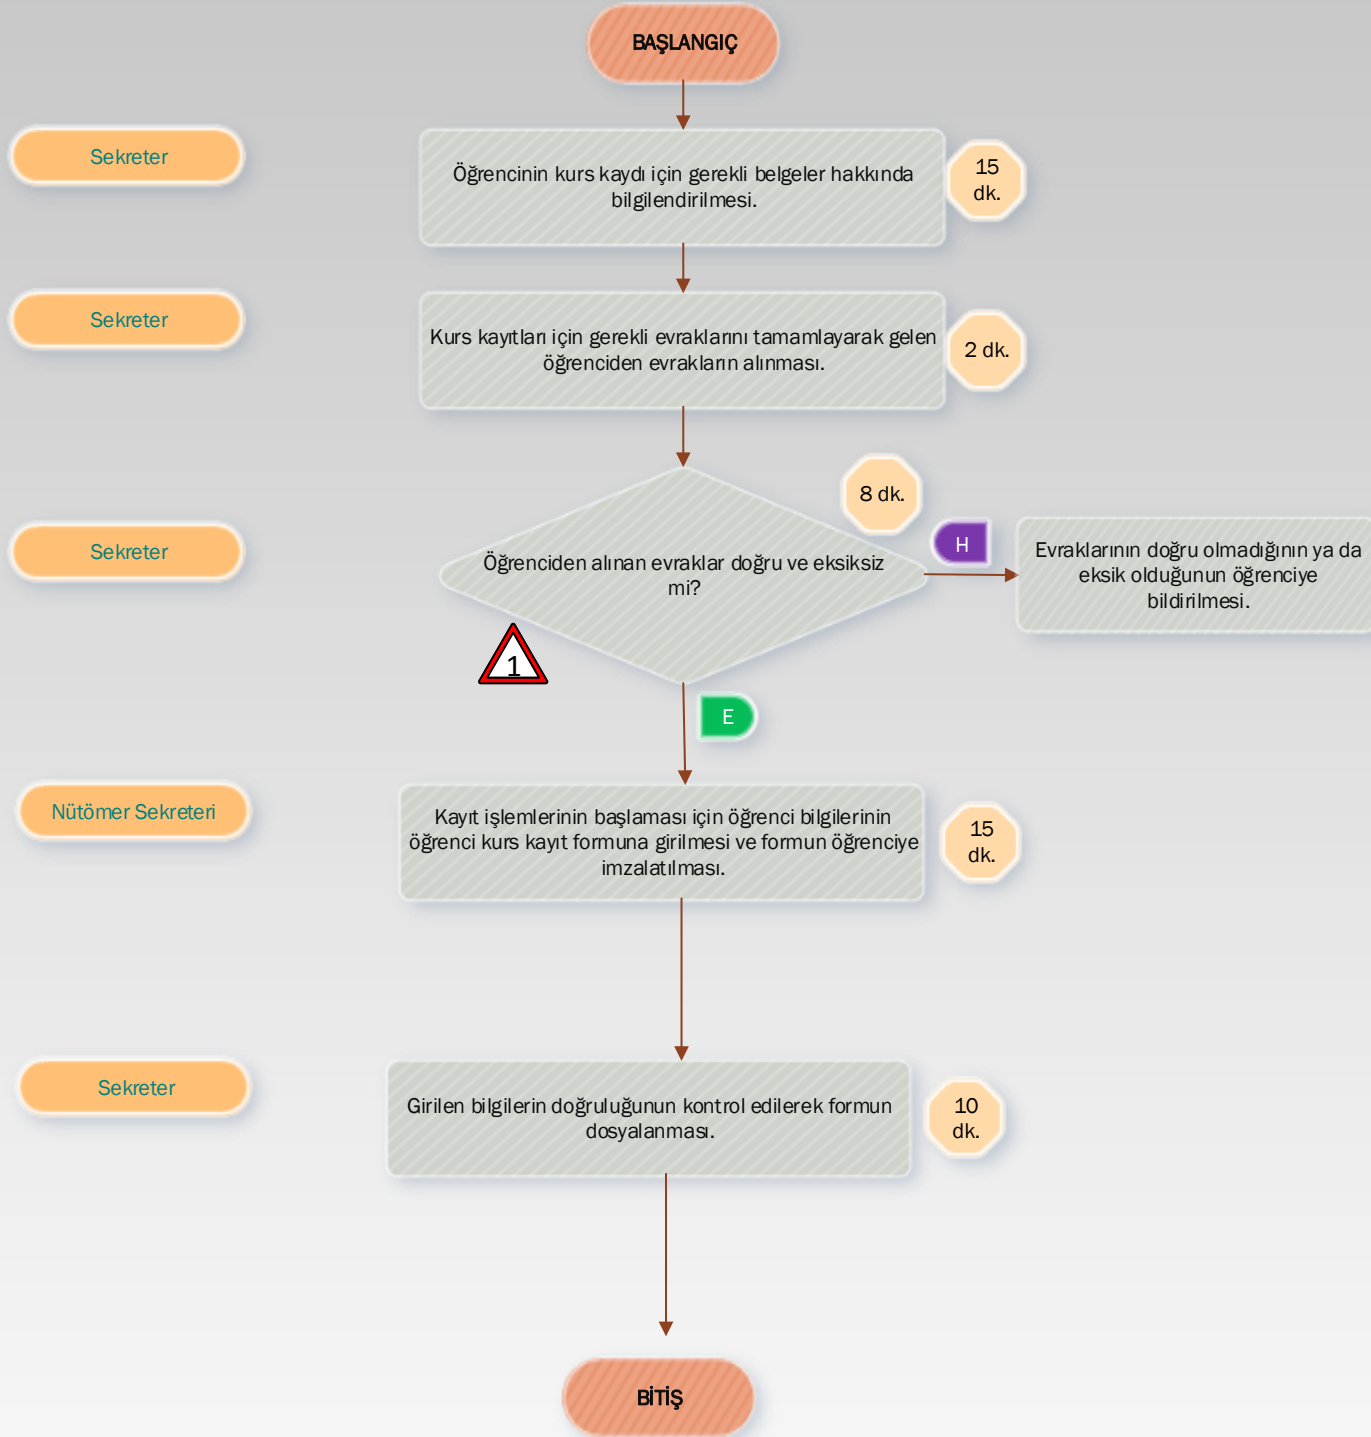 BAŞLANGIÇ
Sekreter
Öğrencinin kurs kaydı için gerekli belgeler hakkında
bilgilendirilmesi.
15
dk.
Sekreter
Kurs kayıtları için gerekli evraklarını tamamlayarak gelen
öğrenciden evrakların alınması.
2 dk.
Sekreter
Öğrenciden alınan evraklar doğru ve eksiksiz
mi?
8 dk.
H
Evraklarının doğru olmadığının ya da
eksik olduğunun öğrenciye
bildirilmesi.
1
E
Nütömer Sekreteri
Kayıt işlemlerinin başlaması için öğrenci bilgilerinin
öğrenci kurs kayıt formuna girilmesi ve formun öğrenciye
imzalatılması.
15
dk.
Sekreter
Girilen bilgilerin doğruluğunun kontrol edilerek formun
dosyalanması.
10
dk.
BİTİŞ